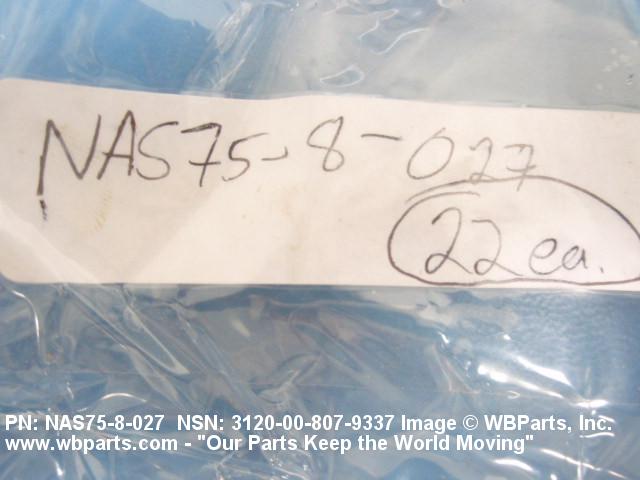 NAS75-8-027
22ea.
PN: NAS75-8-027 NSN: 3120-00-807-9337 Image © WBParts, Inc.
www.wbparts.com - "Our Parts Keep the World Moving"